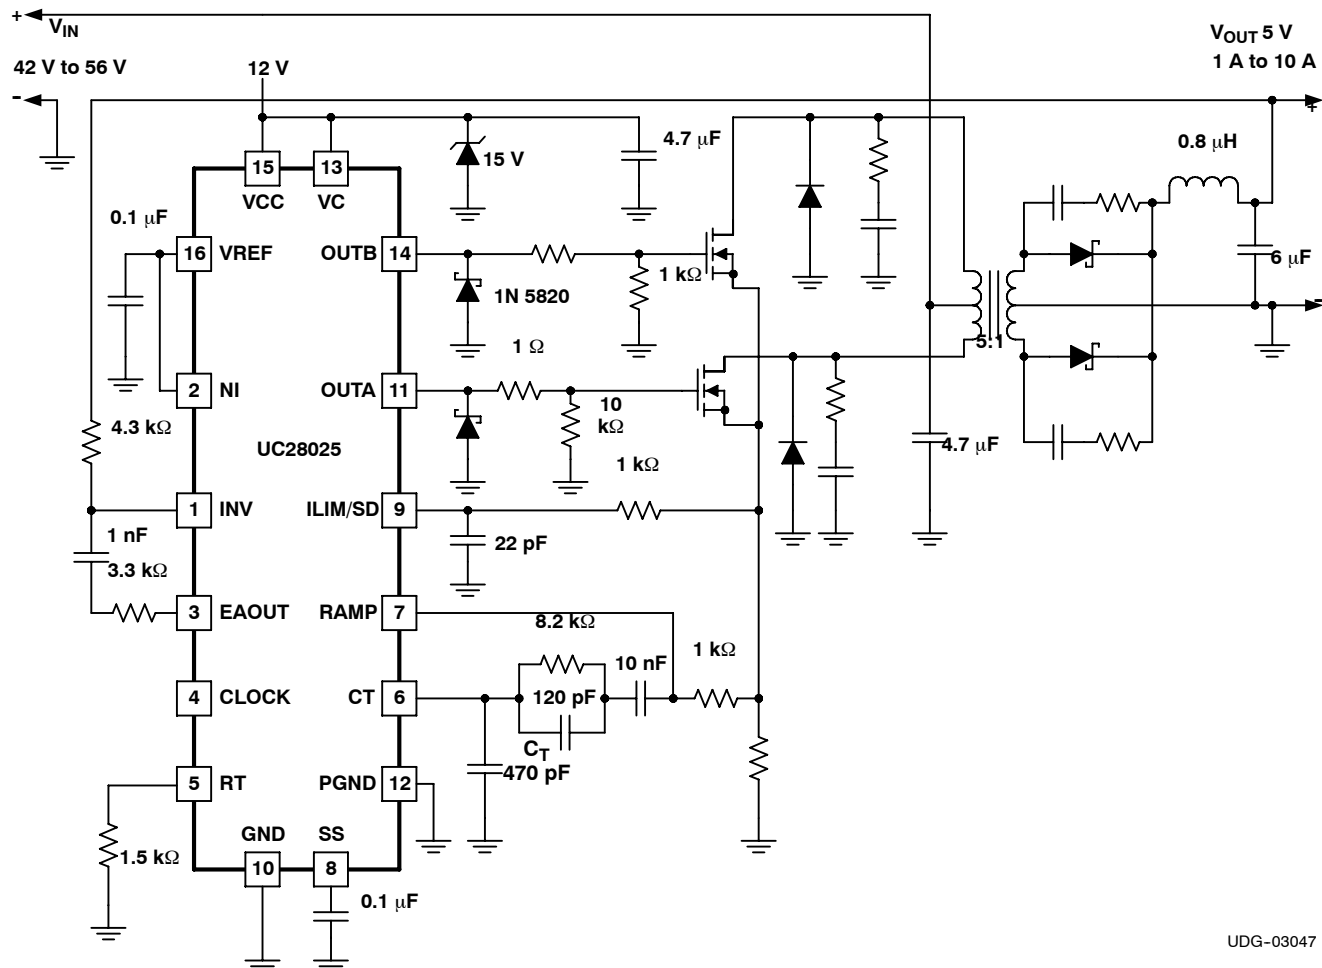 + VIN
VOUT 5 V
42 V to 56 V
12 V
1 A to 10 A
-
+
4.7 μF
0.8 μH
15 V
15
13
VCC
VC
0.1 μF
16 VREF
OUTB 14
1 kΩ
6 μF
1N 5820
-
1 Ω
5:1
2 NI
OUTA 11
10
kΩ
4.3 kΩ
UC28025
4.7 μF
1 kΩ
1 INV
ILIM/SD 9
1 nF
22 pF
3.3 kΩ
3 EAOUT
RAMP 7
8.2 kΩ
1 kΩ
10 nF
4 CLOCK
CT 6
120 pF
CT
470 pF
5 RT
PGND 12
GND
SS
1.5 kΩ
10
8
0.1 μF
UDG-03047